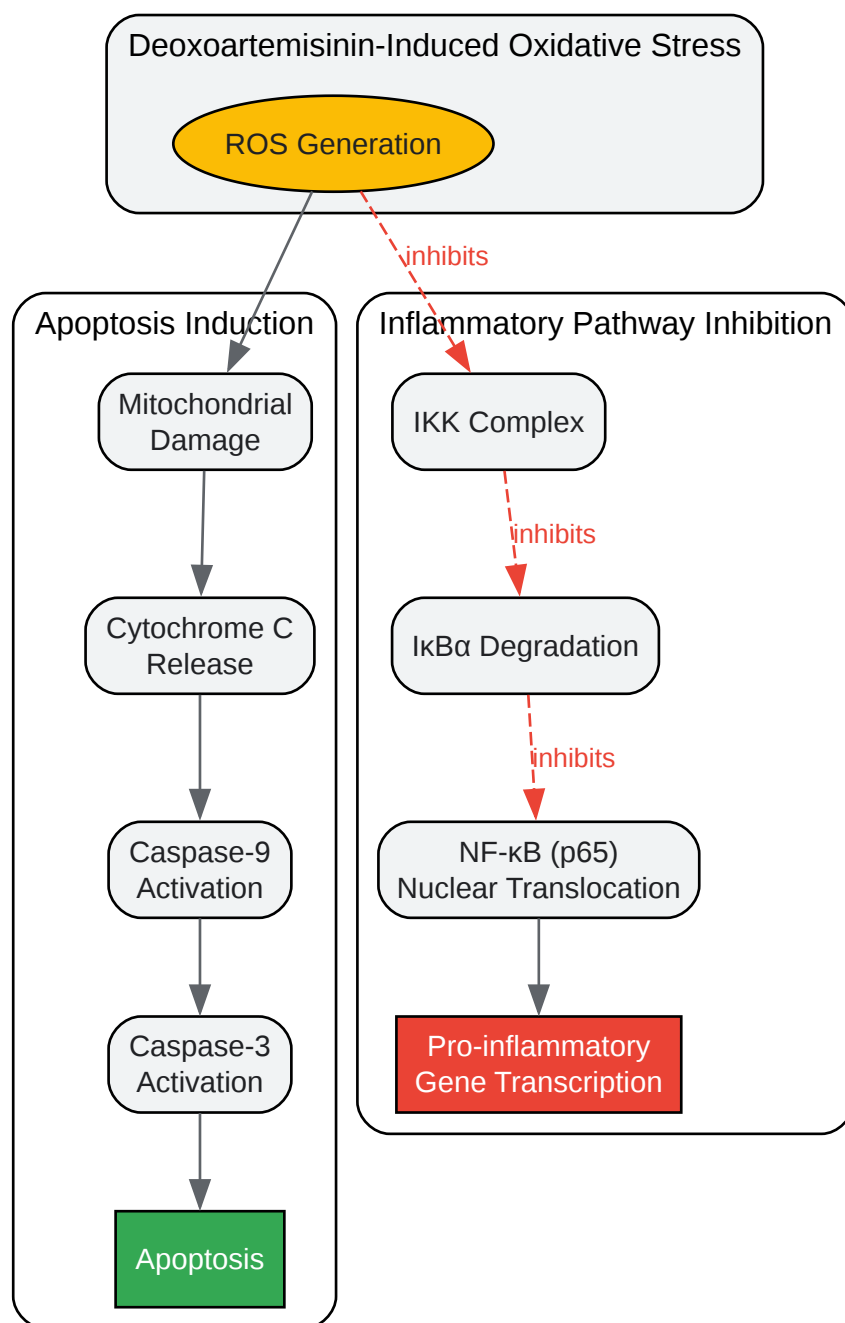 Deoxoartemisinin-Induced Oxidative Stress
ROS Generation
inhibits
Apoptosis Induction
Inflammatory Pathway Inhibition
Mitochondrial
Damage
IKK Complex
inhibits
Cytochrome C
Release
IκBα Degradation
inhibits
Caspase-9
Activation
NF-κB (p65)
Nuclear Translocation
Caspase-3
Activation
Pro-inflammatory
Gene Transcription
Apoptosis